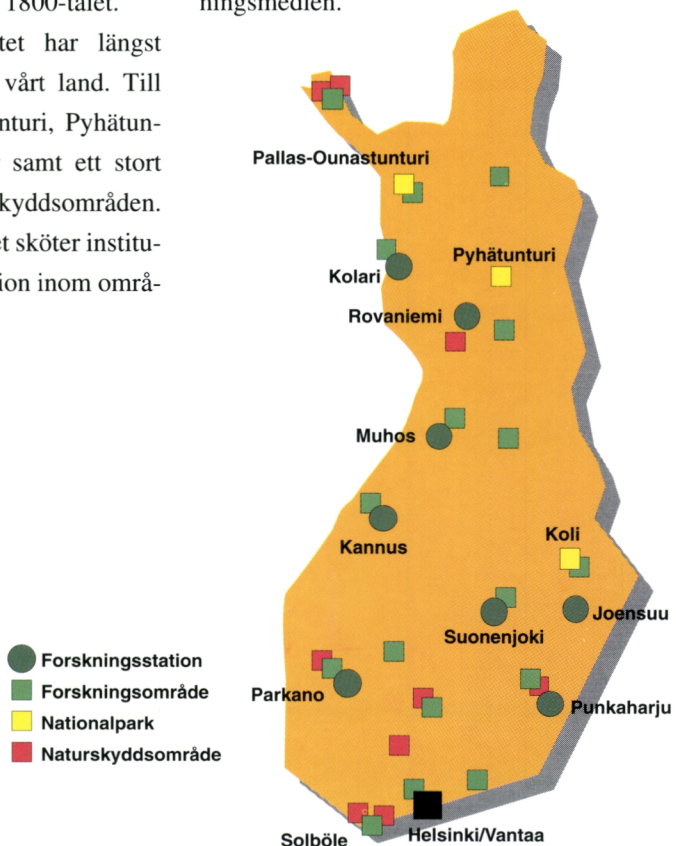 1800-talet.
tet har längst
vårt land. Till
nturi, Pyhätun-
samt ett stort
kyddsområden.
et sköter institu-
ion inom områ-
ningsmedlen.
Pallas-Ounastunturi
Pyhätunturi
Kolari
Rovaniemi
Muhos
Kannus
Koli
Joensuu
Suonenjoki
Parkano
Punkaharju
Solböle
Helsinki/Vantaa
Forskningsstation
Forskningsområde
Nationalpark
Naturskyddsområde